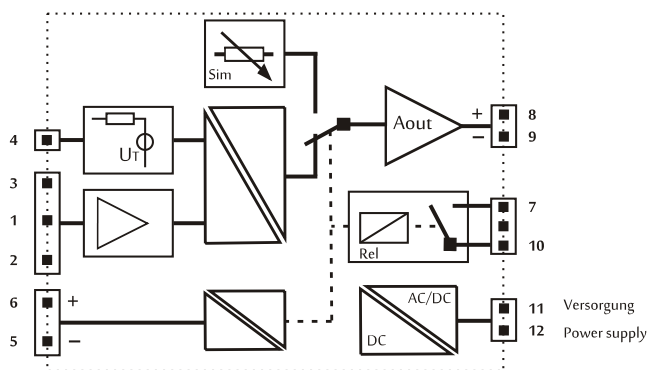 Sim
4
UT
Aout
+
−
8
9
3
1
2
7
10
Rel
6
+
5
−
AC/DC
DC
11
Versorgung
12
Power supply